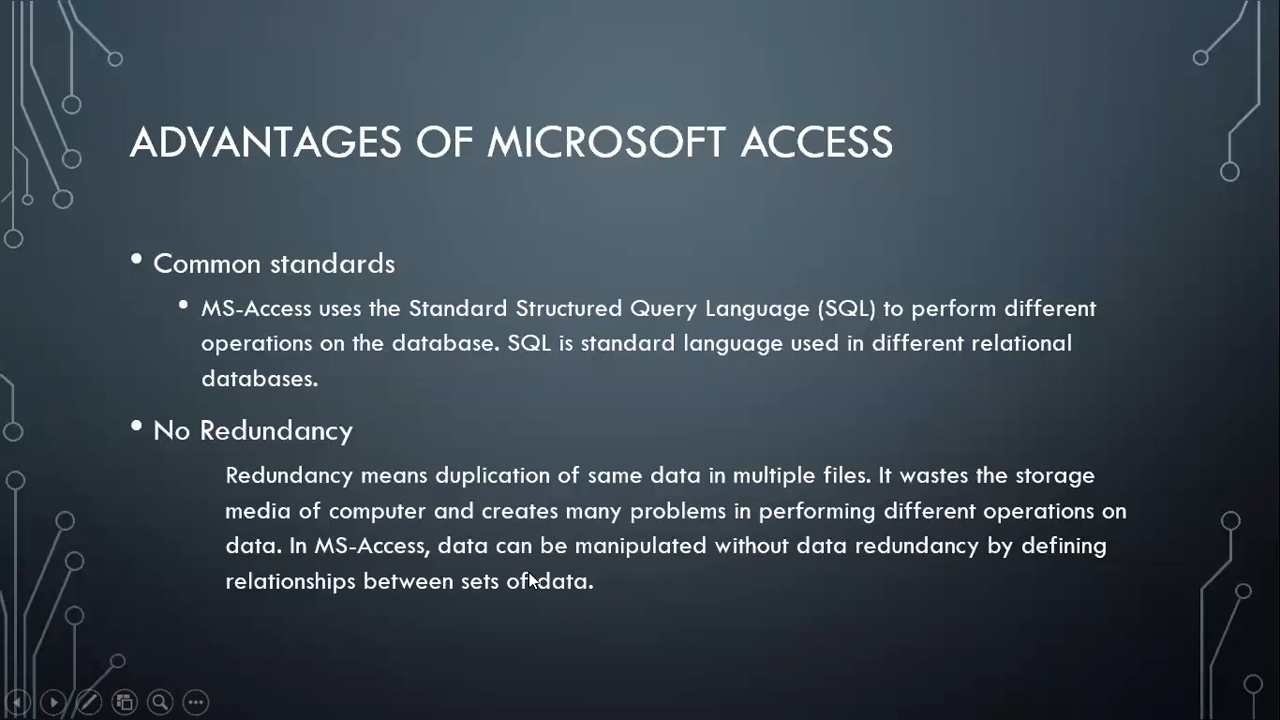 ADVANTAGES OF MICROSOFT ACCESS
• Common standards
• MS-Access uses the Standard Structured Query Language (SQL) to perform different
operations on the database. SQL is standard language used in different relational
databases.
• No Redundancy
Redundancy means duplication of same data in multiple files. It wastes the storage
media of computer and creates many problems in performing different operations on
data. In MS-Access, data can be manipulated without data redundancy by defining
relationships between sets of data.